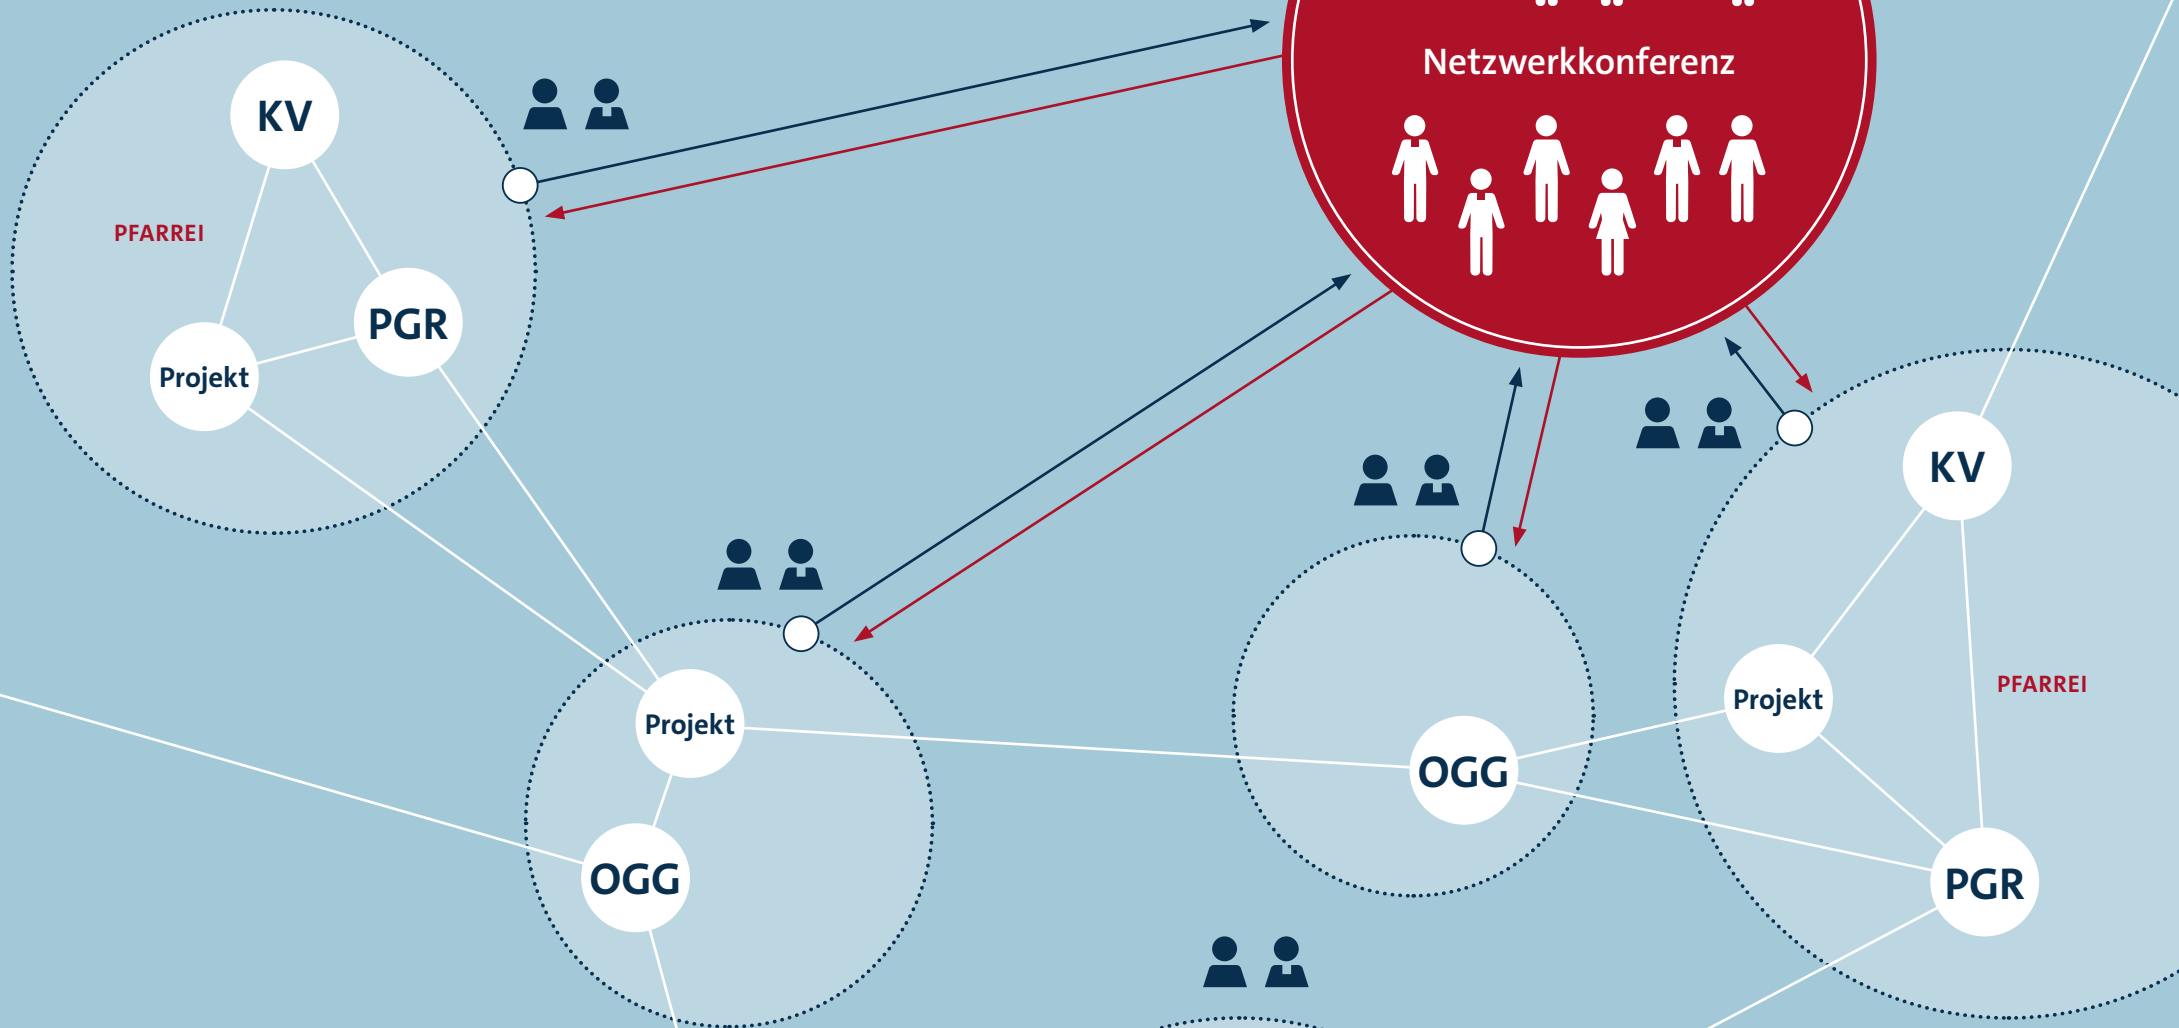 Netzwerkkonferenz
KV
PFARREI
PGR
Projekt
KV
Projekt
PFARREI
Projekt
OGG
OGG
PGR